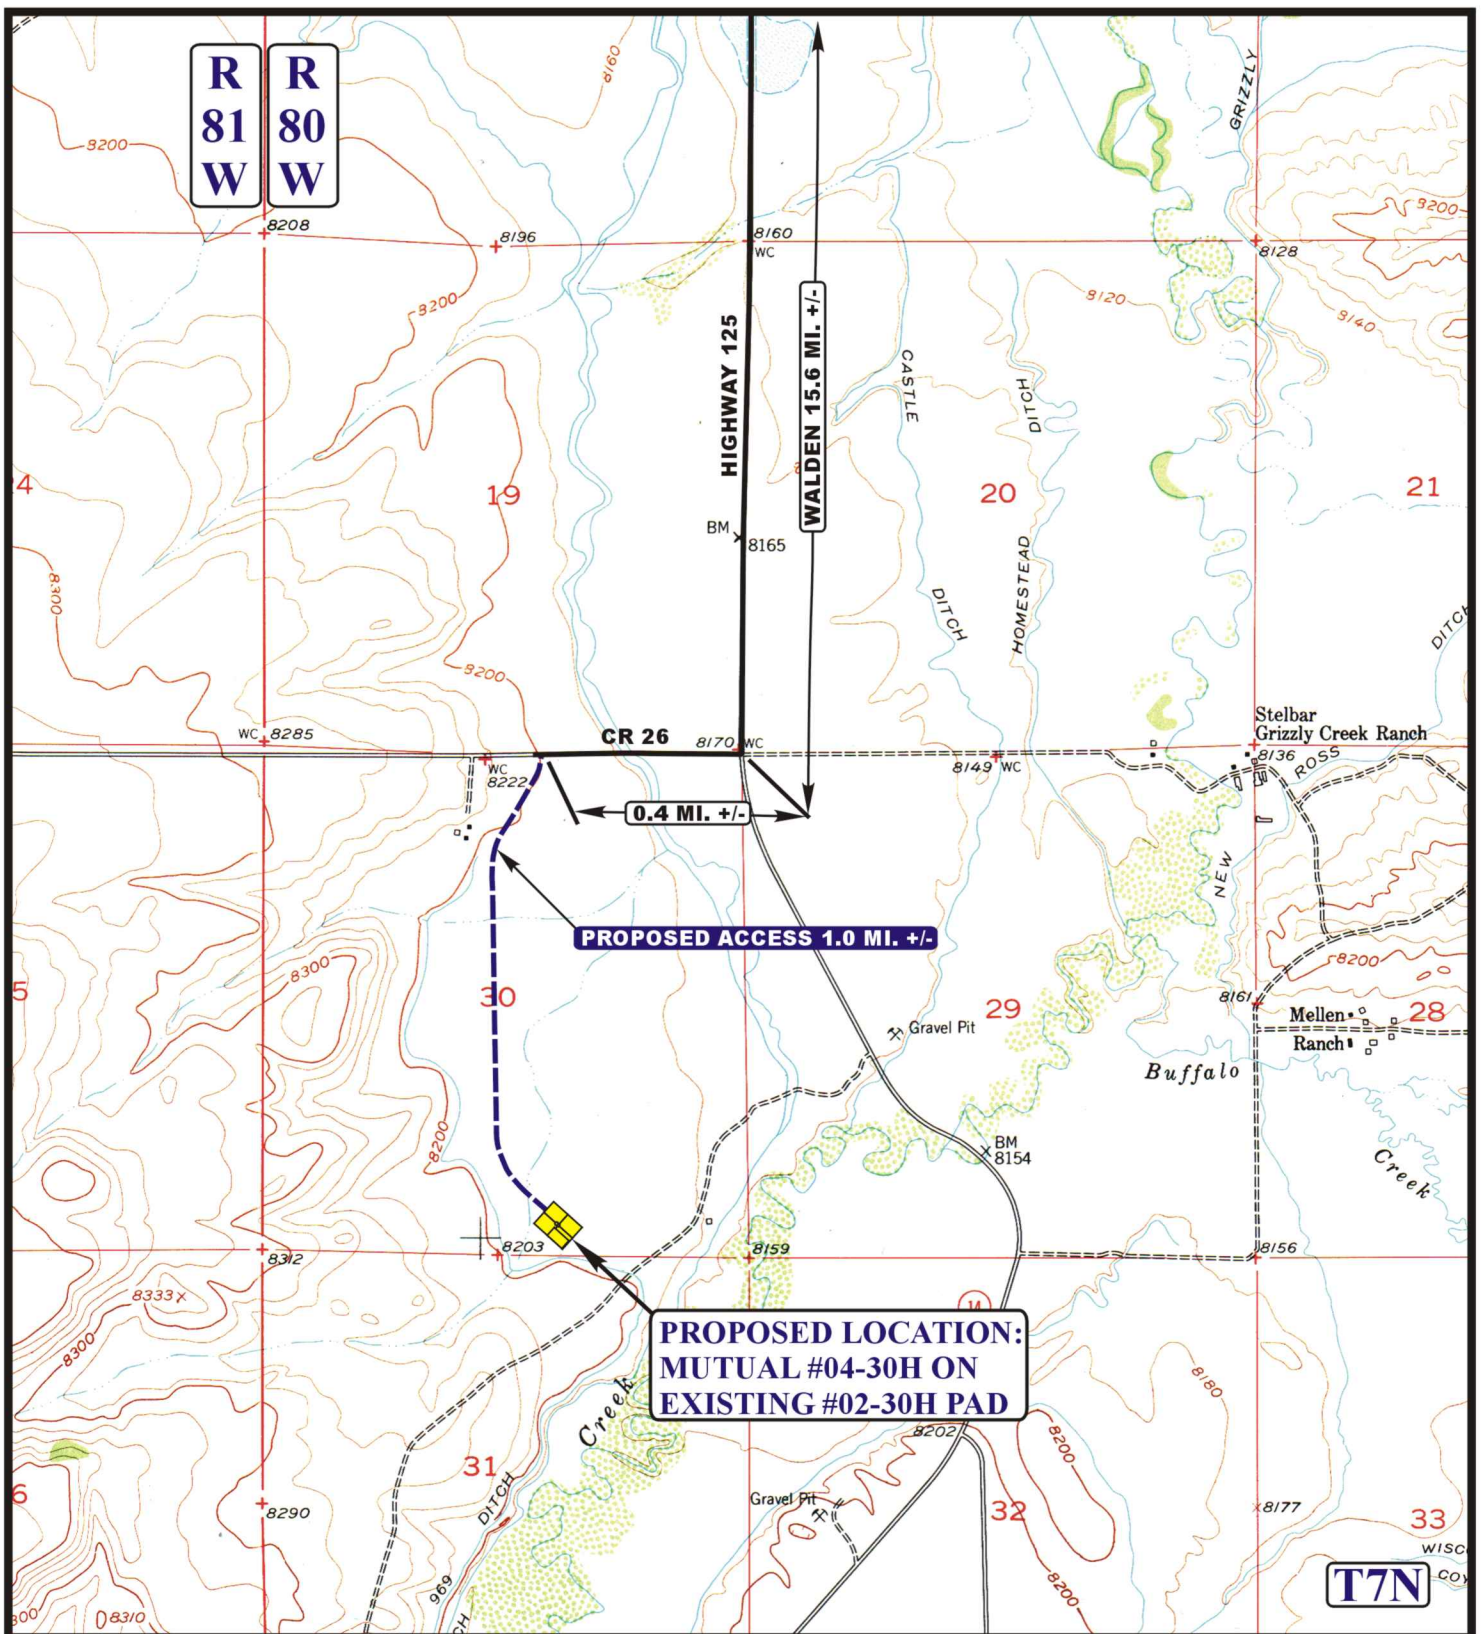 R
81
W
R
80
W
8160
GRIZZLY
8200
8208
8196
8160
WC
8128
8200
8200
8120
8140
HIGHWAY 125
WALDEN 15.6 MI. +/-
CASTLE
DITCH
HOMESTEAD
DITCH
19
20
21
BM
8165
8300
DITCH
8200
WC 8285
CR 26
8170 WC
Stelbar
Grizzly Creek Ranch
8136
ROSS
WC
8222
8149 WC
0.4 MI. +/-
NEW
PROPOSED ACCESS 1.0 MI. +/-
8300
8200
30
29
8161
28
Mellen
Ranch
Gravel Pit
Buffalo
Creek
8200
BM
8154
8203
8312
8159
8156
8333
8300
PROPOSED LOCATION:
MUTUAL #04-30H ON
EXISTING #02-30H PAD
8180
Creek
8202
8200
31
DITCH
Gravel Pit
32
8290
8177
33
T7N
969
8200
8310